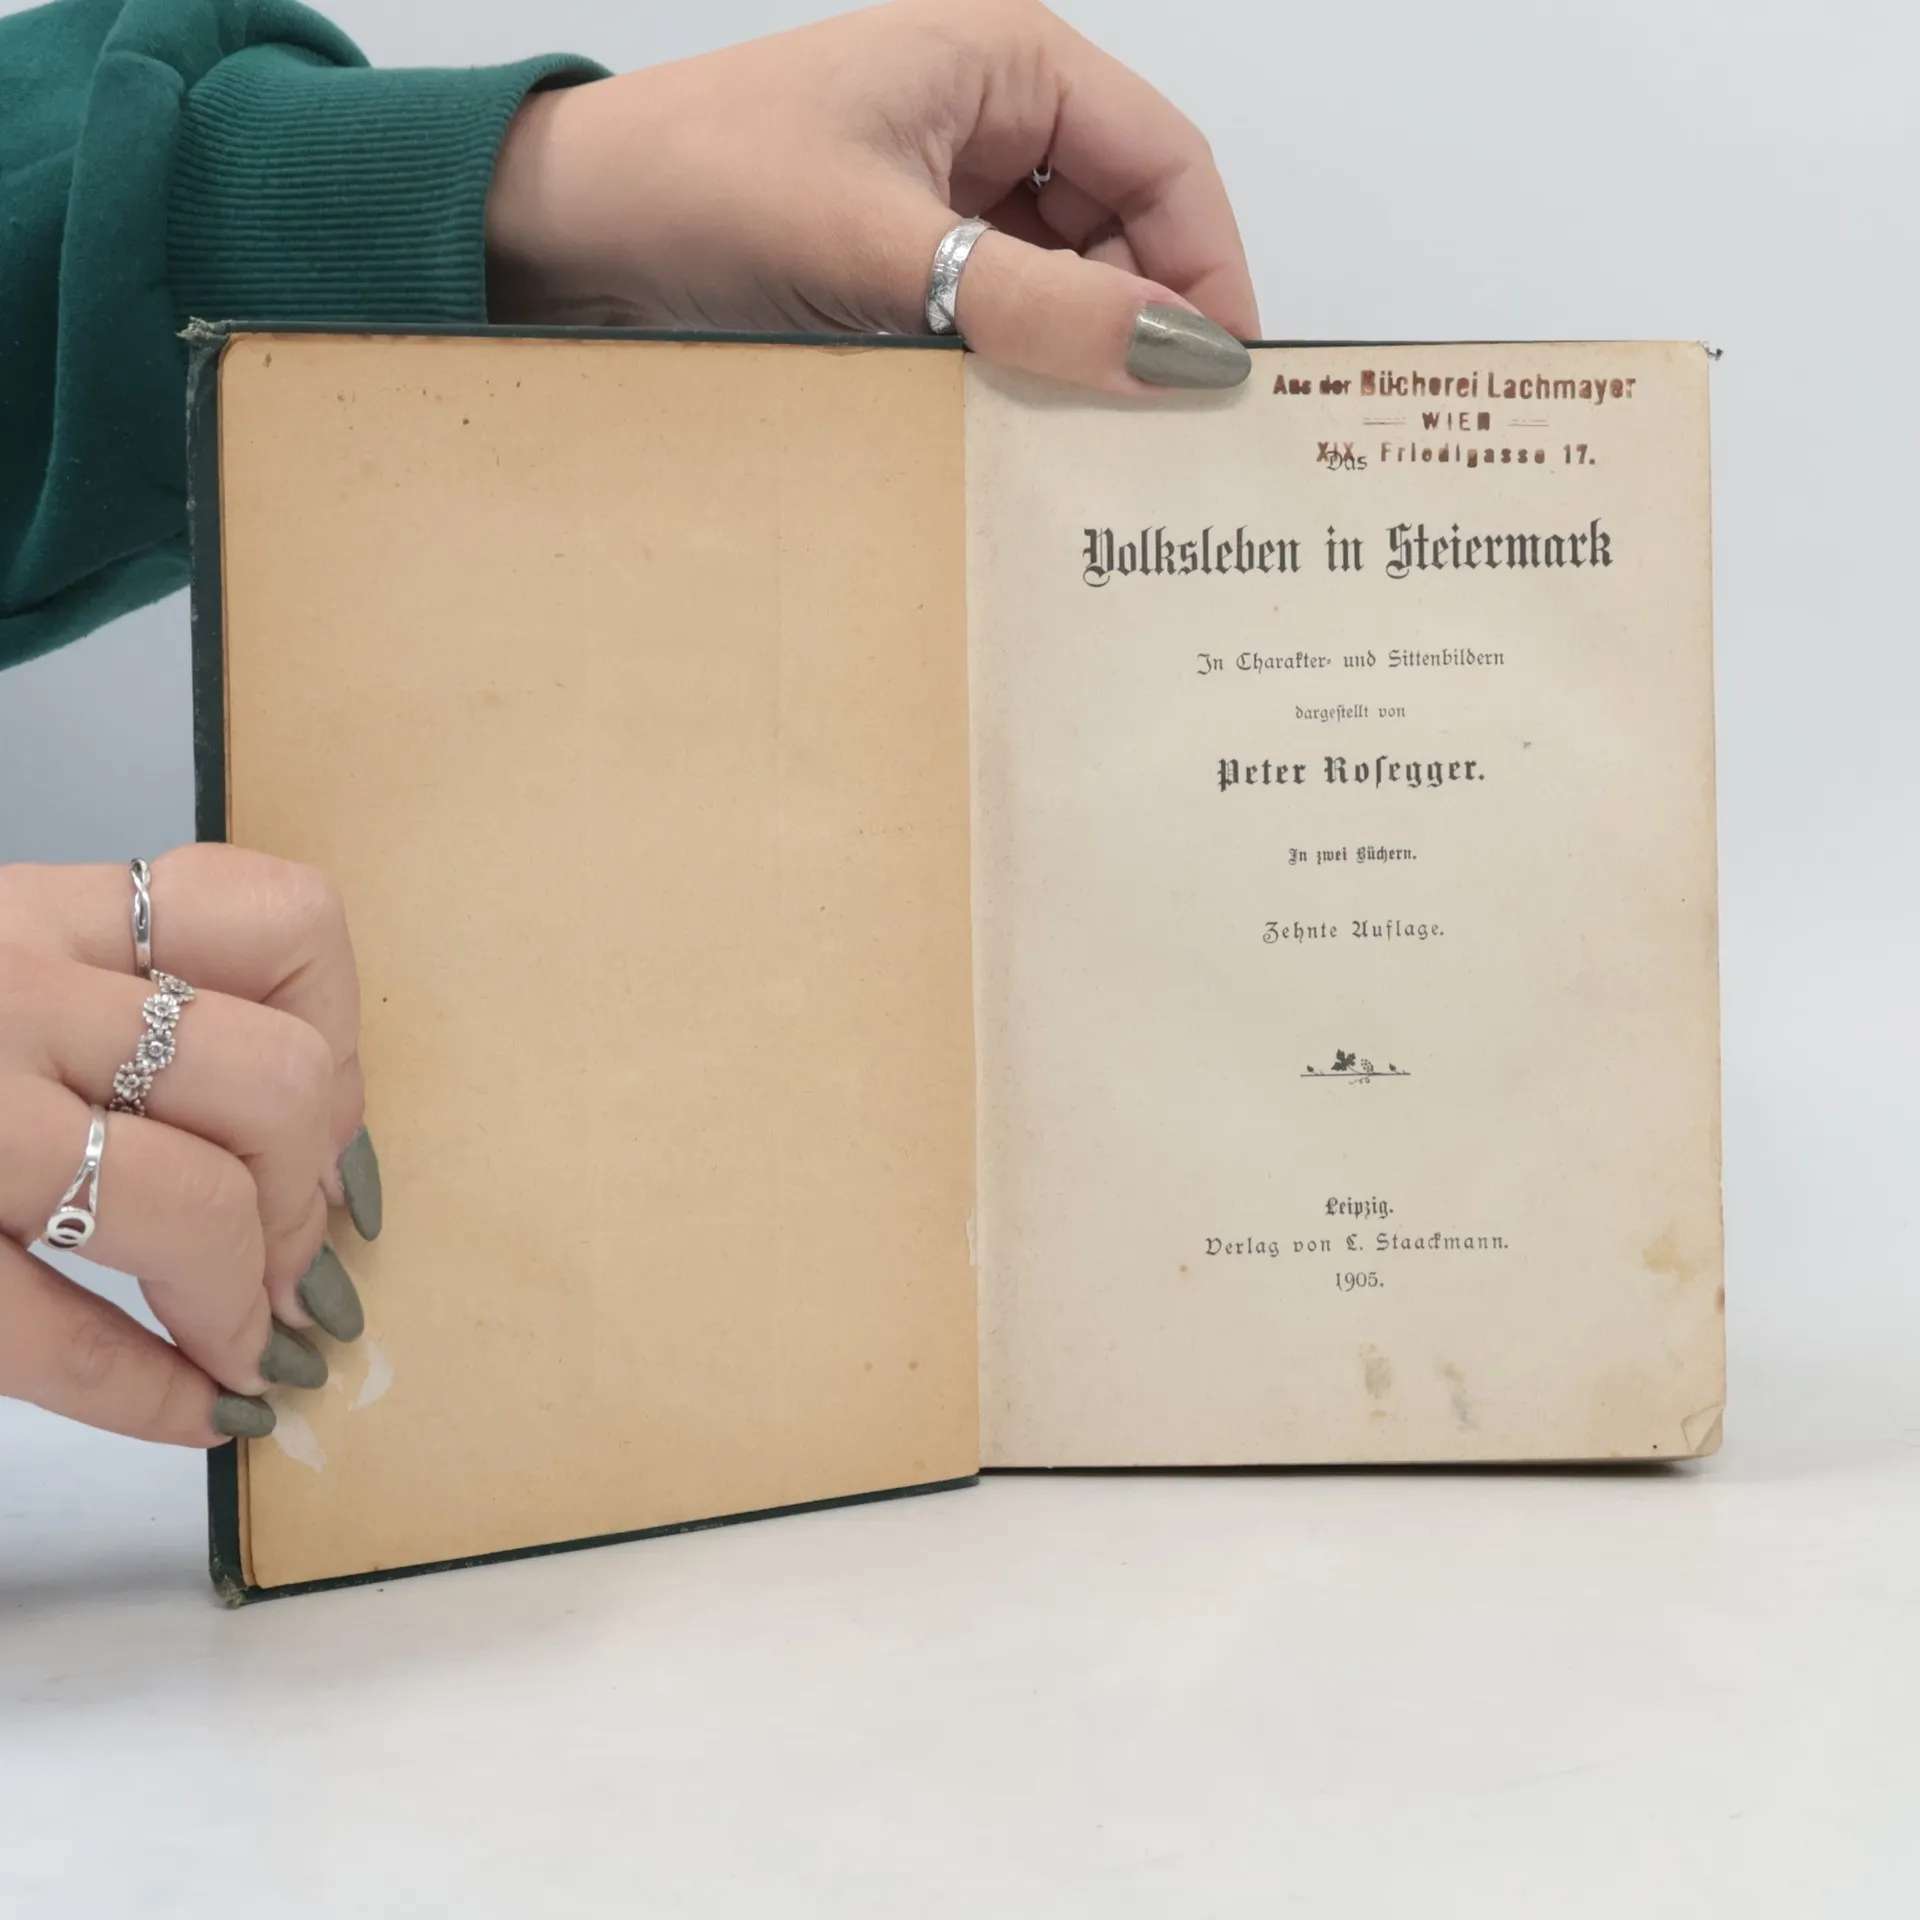 Aus der Bücherei Lachmayer
WIEN
XIX. Friedlgasse 17.
Das
Volksleben in Steiermark
In Charakter- und Sittenbildern
dargestellt von
Peter Rosegger.
In zwei Büchern.
Zehnte Auflage.
Leipzig.
Verlag von L. Staackmann.
1905.